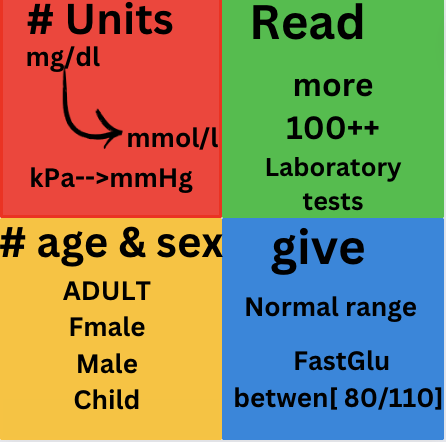 # Units
mg/dl
mmol/l
kPa-->mmHg
Read
more
100++
Laboratory
tests
# age & sex
ADULT
Fmale
Male
Child
give
Normal range
FastGlu
betwen[ 80/110]